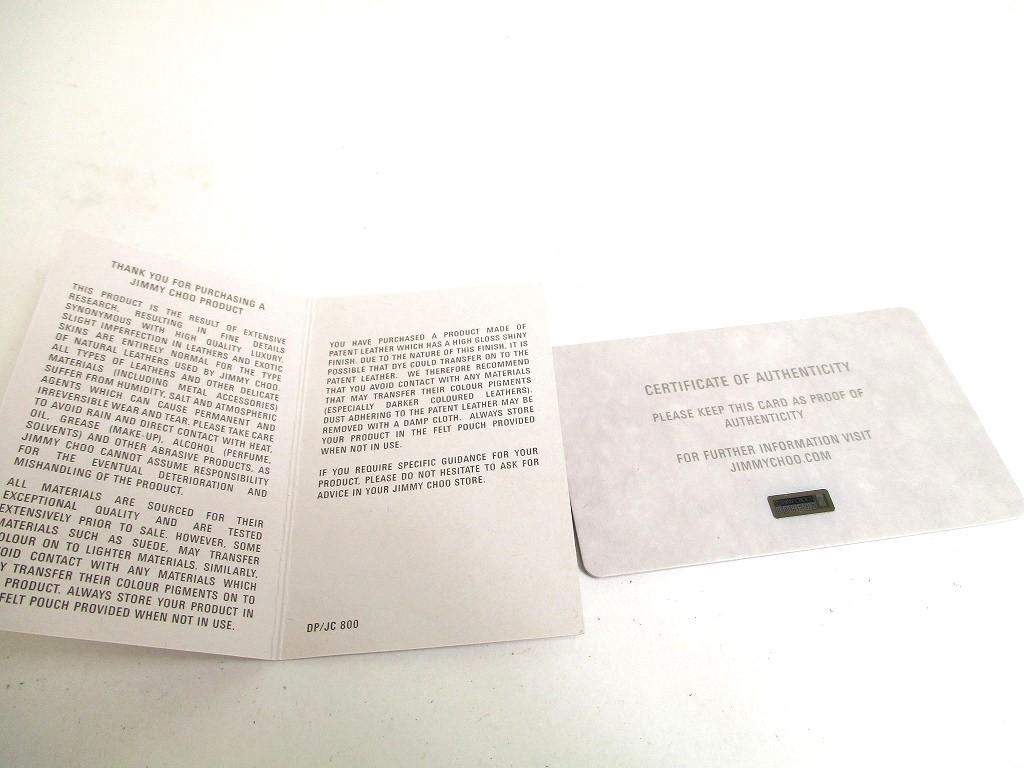 THANK YOU FOR PURCHASING A
JIMMY CHOO PRODUCT
THIS PRODUCT IS THE RESULT OF EXTENSIVE
RESEARCH, RESULTING IN FINE DETAILS
SYNONYMOUS WITH HIGH QUALITY LUXURY.
SLIGHT IMPERFECTION IN LEATHERS AND EXOTIC
SKINS ARE ENTIRELY NORMAL FOR THE TYPE
OF NATURAL LEATHERS USED BY JIMMY CHOO.
ALL TYPES OF LEATHERS AND OTHER DELICATE
MATERIALS (INCLUDING METAL ACCESSORIES)
SUFFER FROM HUMIDITY, SALT AND ATMOSPHERIC
AGENTS WHICH CAN CAUSE PERMANENT AND
IRREVERSIBLE WEAR AND TEAR. PLEASE TAKE CARE
TO AVOID RAIN AND DIRECT CONTACT WITH HEAT,
OIL, GREASE (MAKE-UP), ALCOHOL (PERFUME,
SOLVENTS) AND OTHER ABRASIVE PRODUCTS, AS
JIMMY CHOO CANNOT ASSUME RESPONSIBILITY
FOR THE EVENTUAL DETERIORATION AND
MISHANDLING OF THE PRODUCT.
ALL MATERIALS ARE SOURCED FOR THEIR
EXCEPTIONAL QUALITY AND ARE TESTED
EXTENSIVELY PRIOR TO SALE. HOWEVER, SOME
MATERIALS SUCH AS SUEDE, MAY TRANSFER
COLOUR ON TO LIGHTER MATERIALS. SIMILARLY,
OID CONTACT WITH ANY MATERIALS WHICH
Y TRANSFER THEIR COLOUR PIGMENTS ON TO
PRODUCT. ALWAYS STORE YOUR PRODUCT IN
FELT POUCH PROVIDED WHEN NOT IN USE.
YOU HAVE PURCHASED A PRODUCT MADE OF
PATENT LEATHER WHICH HAS A HIGH GLOSS SHINY
FINISH. DUE TO THE NATURE OF THIS FINISH, IT IS
POSSIBLE THAT DYE COULD TRANSFER ON TO THE
PATENT LEATHER. WE THEREFORE RECOMMEND
THAT YOU AVOID CONTACT WITH ANY MATERIALS
THAT MAY TRANSFER THEIR COLOUR PIGMENTS
(ESPECIALLY DARKER COLOURED LEATHERS).
DUST ADHERING TO THE PATENT LEATHER MAY BE
REMOVED WITH A DAMP CLOTH. ALWAYS STORE
YOUR PRODUCT IN THE FELT POUCH PROVIDED
WHEN NOT IN USE.
IF YOU REQUIRE SPECIFIC GUIDANCE FOR YOUR
PRODUCT, PLEASE DO NOT HESITATE TO ASK FOR
ADVICE IN YOUR JIMMY CHOO STORE.
DP/JC 800
CERTIFICATE OF AUTHENTICITY
PLEASE KEEP THIS CARD AS PROOF OF
AUTHENTICITY
FOR FURTHER INFORMATION VISIT
JIMMYCHOO.COM